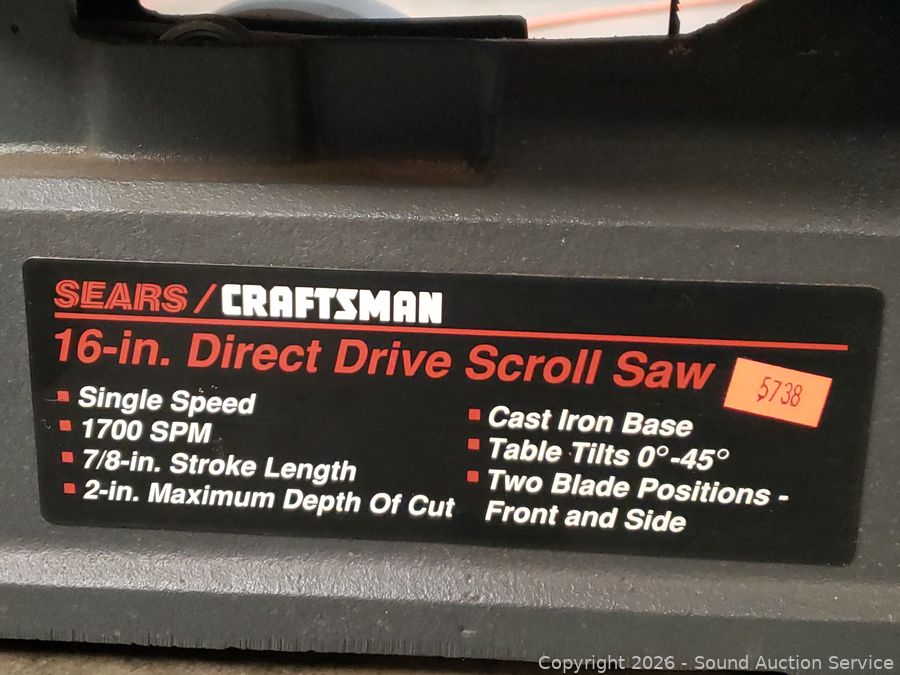 SEARS / CRAFTSMAN
16-in. Direct Drive Scroll Saw
5738
▪ Single Speed
▪ 1700 SPM
▪ 7/8-in. Stroke Length
▪ 2-in. Maximum Depth Of Cut
▪ Cast Iron Base
▪ Table Tilts 0°-45°
▪ Two Blade Positions -
Front and Side
Copyright 2026 - Sound Auction Service